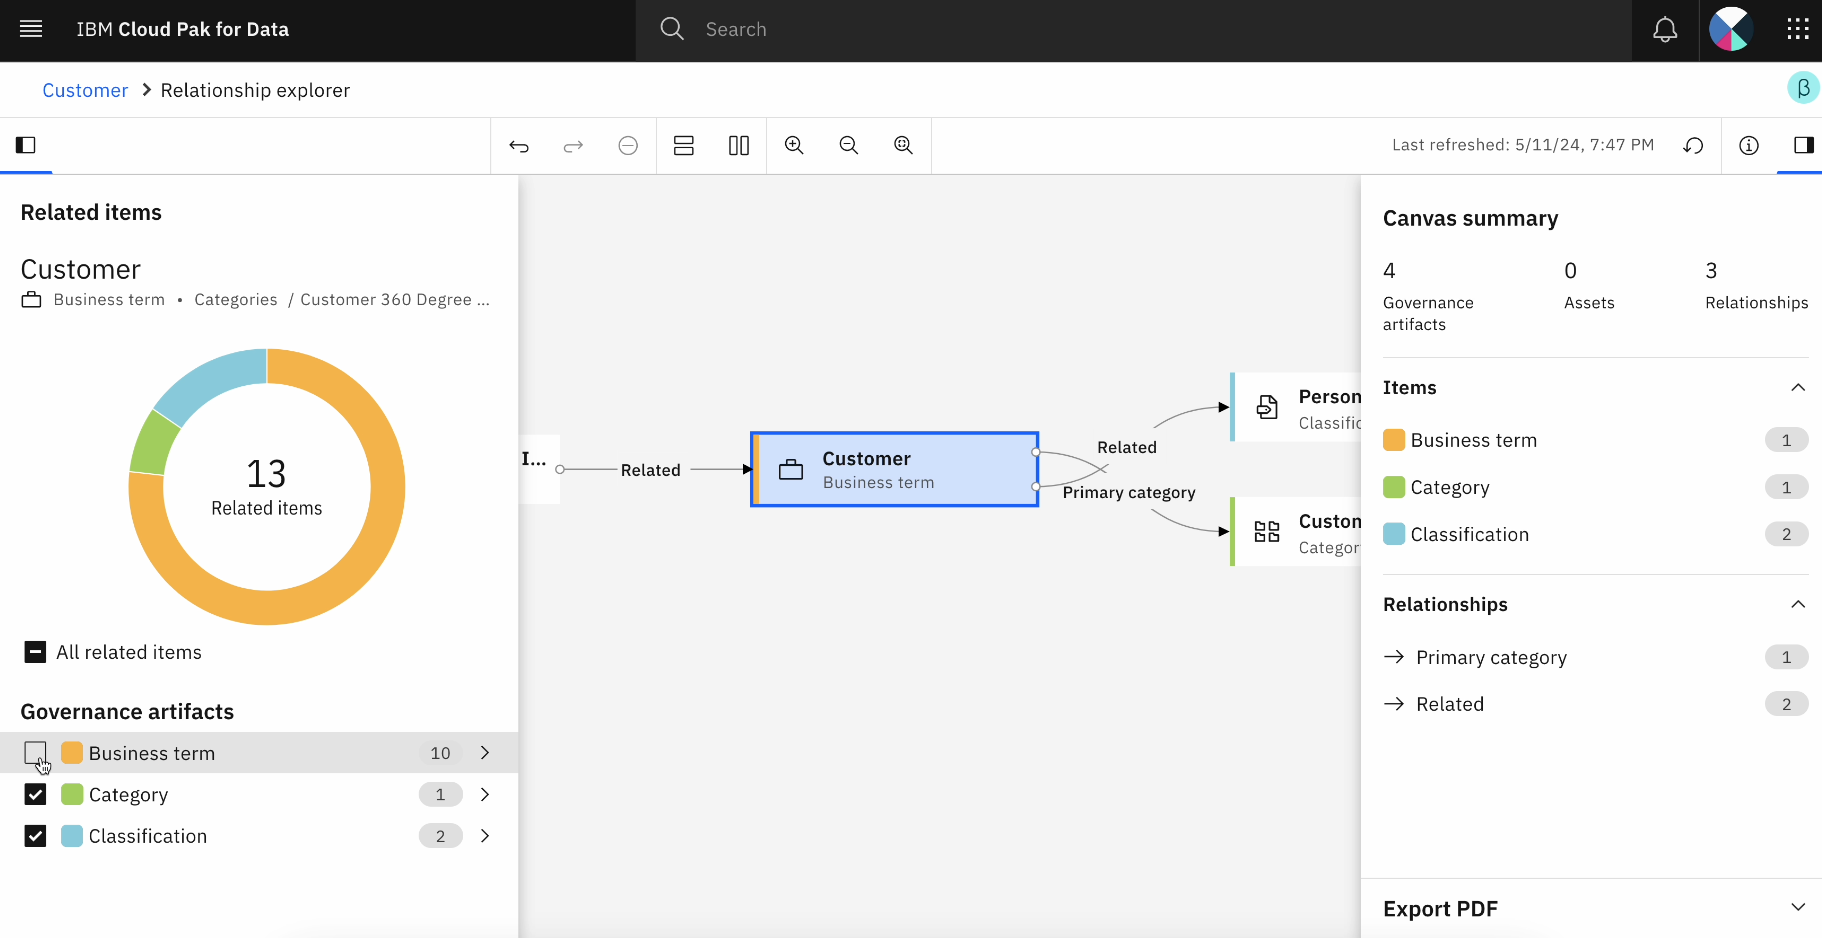 IBM Cloud Pak for Data
Search
Customer
Relationship explorer
β
Last refreshed: 5/11/24, 7:47 PM
Related items
Customer
Business term • Categories / Customer 360 Degree ...
13
Related items
All related items
Governance artifacts
Business term 10
Category 1
Classification 2
I...
Related
Customer
Business term
Related
Primary category
Person
Classific
Custon
Categor
Canvas summary
4
Governance
artifacts
0
Assets
3
Relationships
Items
Business term 1
Category 1
Classification 2
Relationships
Primary category 1
Related 2
Export PDF